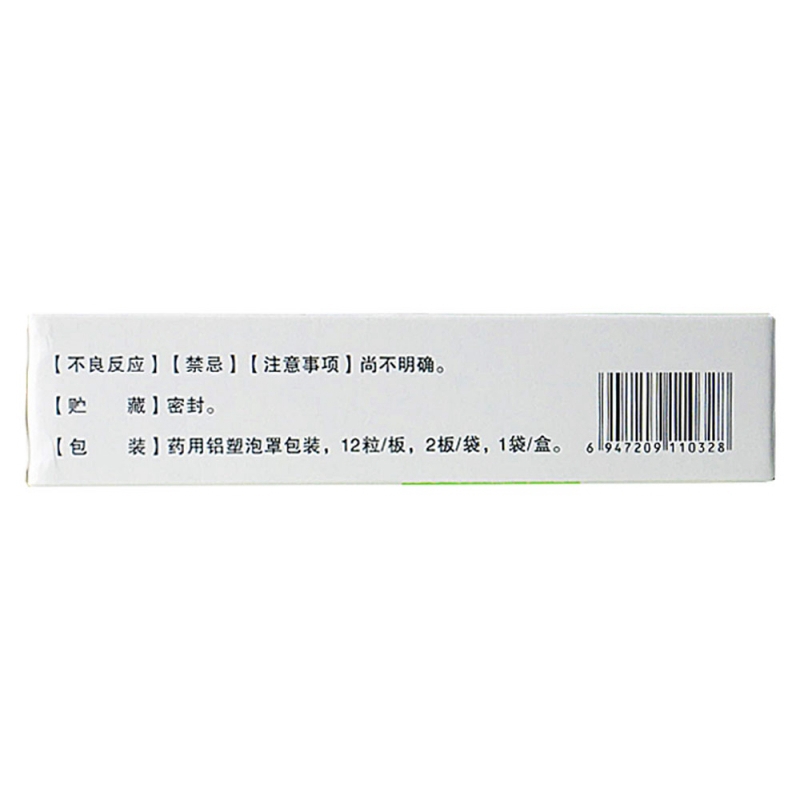 【不良反应】【禁忌】【注意事项】尚不明确。
【贮　　藏】密封。
【包　　装】药用铝塑泡罩包装，12粒/板，2板/袋，1袋/盒。
6 947209 110328